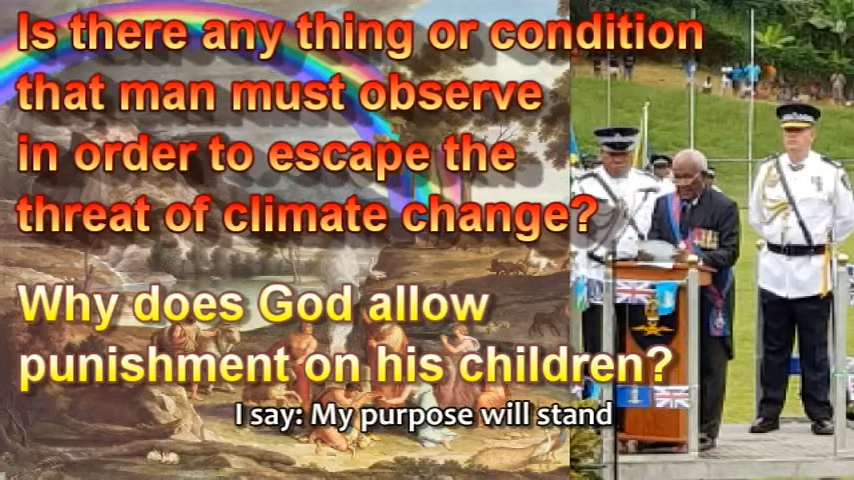 Is there any thing or condition
that man must observe
in order to escape the
threat of climate change?
Why does God allow
punishment on his children?
I say: My purpose will stand